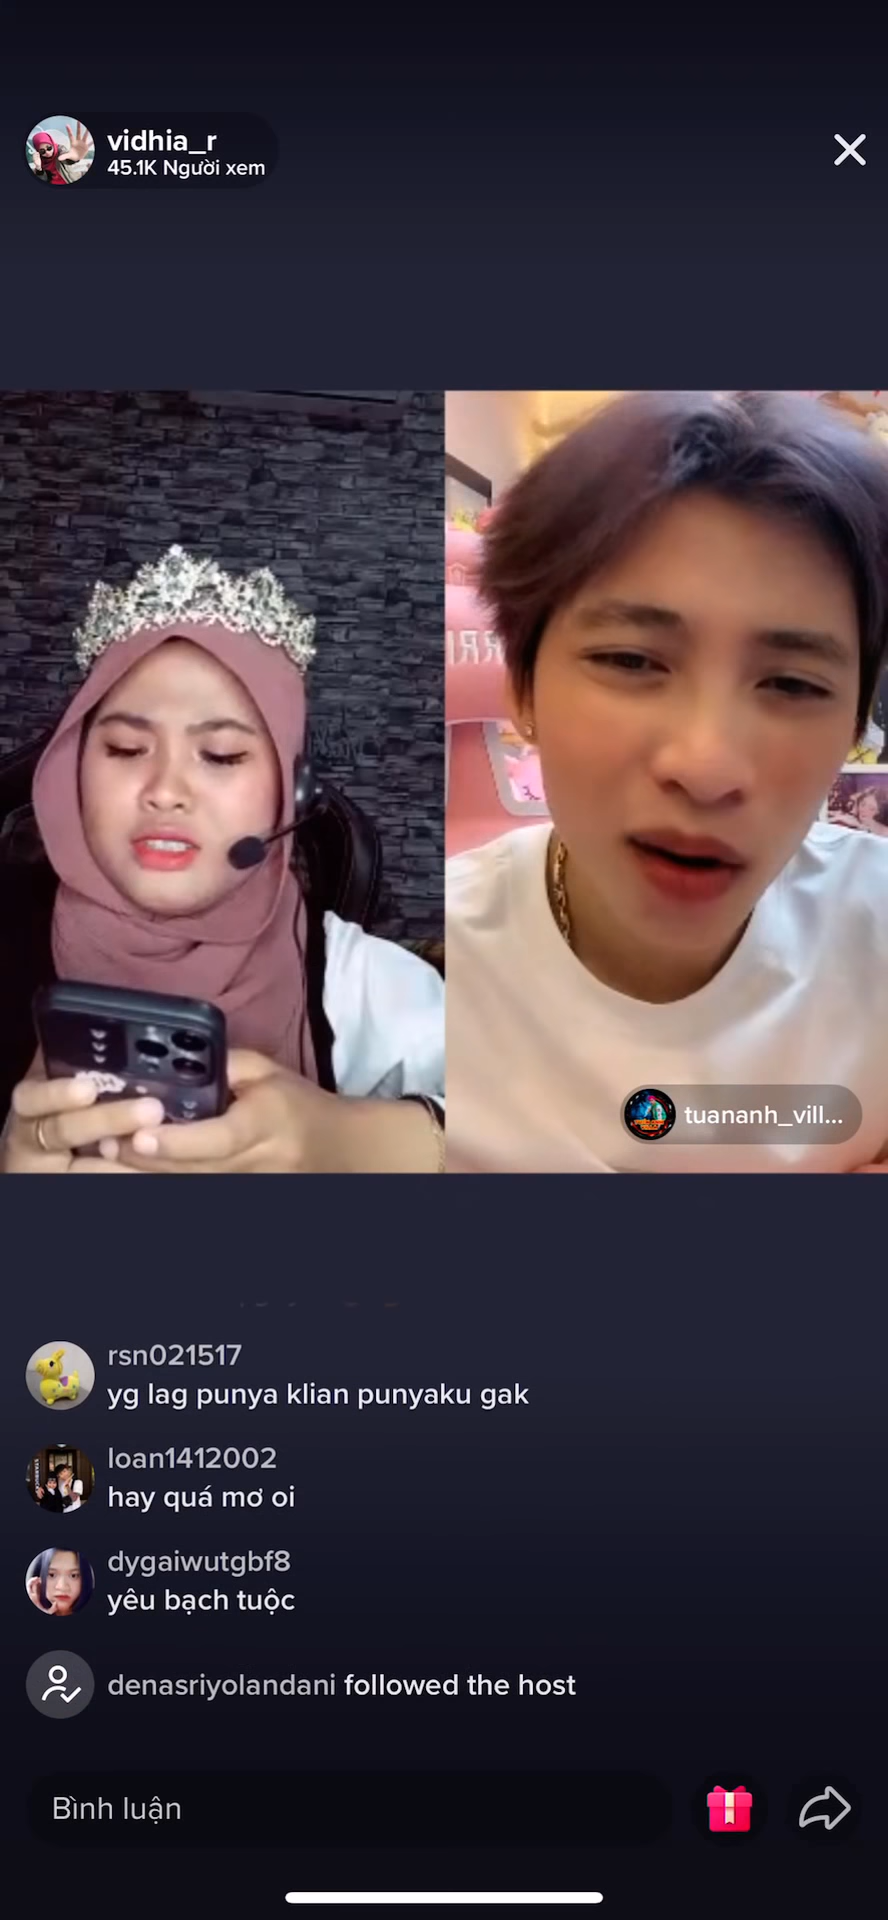 vidhia_r
45.1K Người xem
tuananh_vill...
rsn021517
yg lag punya klian punyaku gak
loan1412002
hay quá mơ oi
dygaiwutgbf8
yêu bạch tuộc
denasriyolandani followed the host
Bình luận